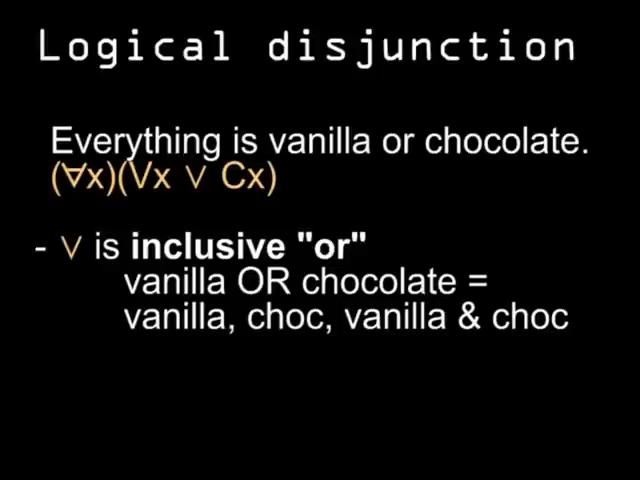 Logical disjunction
Everything is vanilla or chocolate.
(∀x)(Vx ∨ Cx)
- ∨ is inclusive "or"
vanilla OR chocolate =
vanilla, choc, vanilla & choc